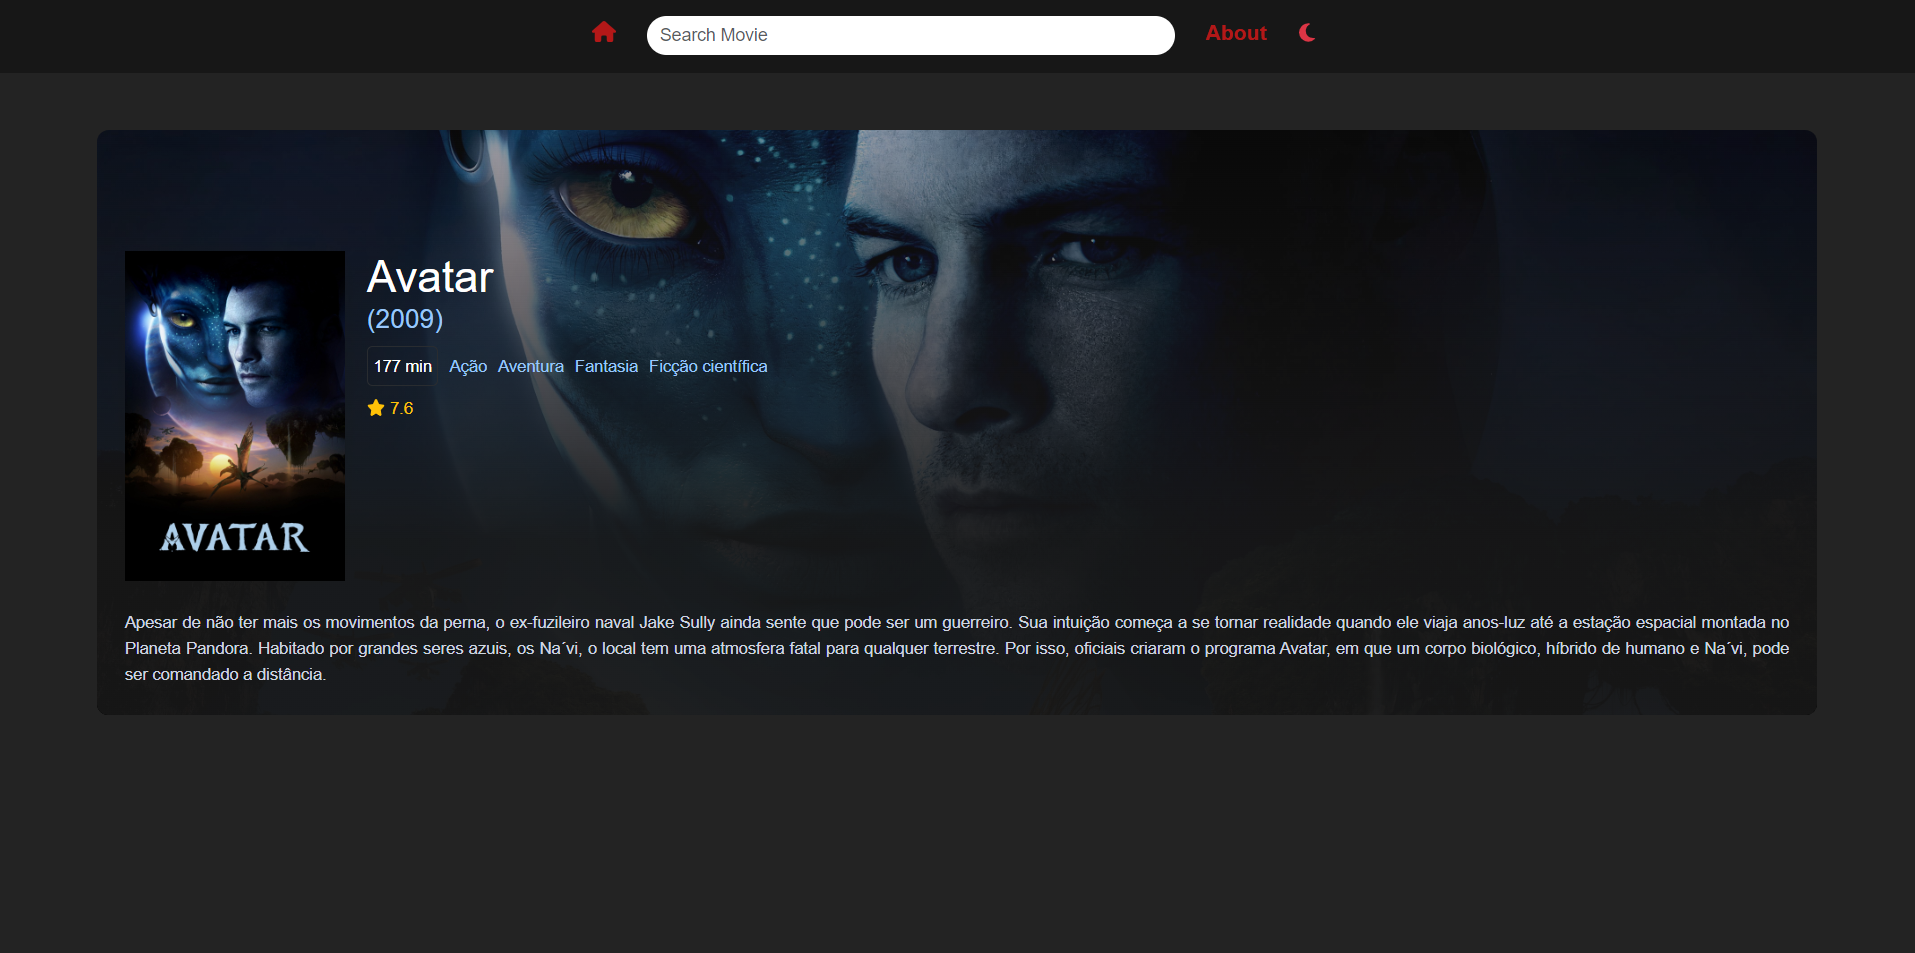 Search Movie About
Avatar
(2009)
177 min Ação Aventura Fantasia Ficção científica
7.6
AVATAR
Apesar de não ter mais os movimentos da perna, o ex-fuzileiro naval Jake Sully ainda sente que pode ser um guerreiro. Sua intuição começa a se tornar realidade quando ele viaja anos-luz até a estação espacial montada no
Planeta Pandora. Habitado por grandes seres azuis, os Na´vi, o local tem uma atmosfera fatal para qualquer terrestre. Por isso, oficiais criaram o programa Avatar, em que um corpo biológico, híbrido de humano e Na´vi, pode
ser comandado a distância.